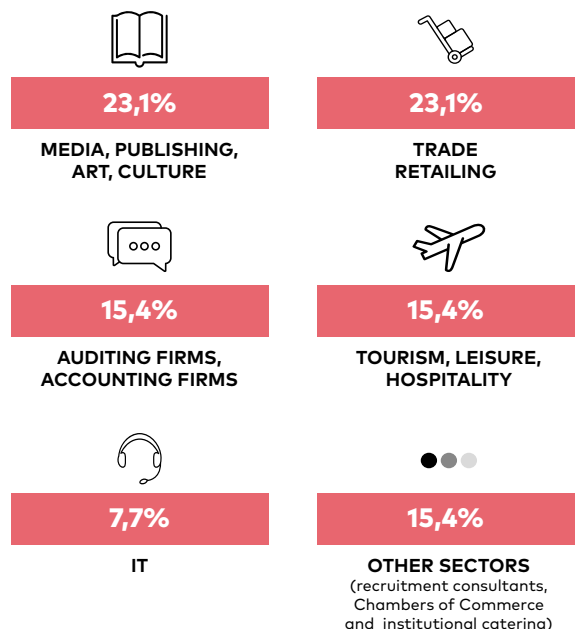 23,1%
MEDIA, PUBLISHING,
ART, CULTURE
23,1%
TRADE
RETAILING
15,4%
AUDITING FIRMS,
ACCOUNTING FIRMS
15,4%
TOURISM, LEISURE,
HOSPITALITY
7,7%
IT
15,4%
OTHER SECTORS
(recruitment consultants,
Chambers of Commerce
and institutional catering)